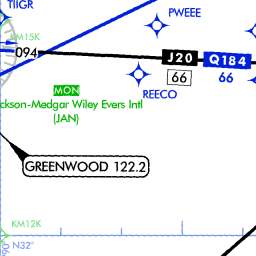 TIIGR
PWEEE
KM15K
094
J20
Q184
66
66
REECO
MON
ckson-Medgar Wiley Evers Intl
(JAN)
GREENWOOD 122.2
KM12K
N32°